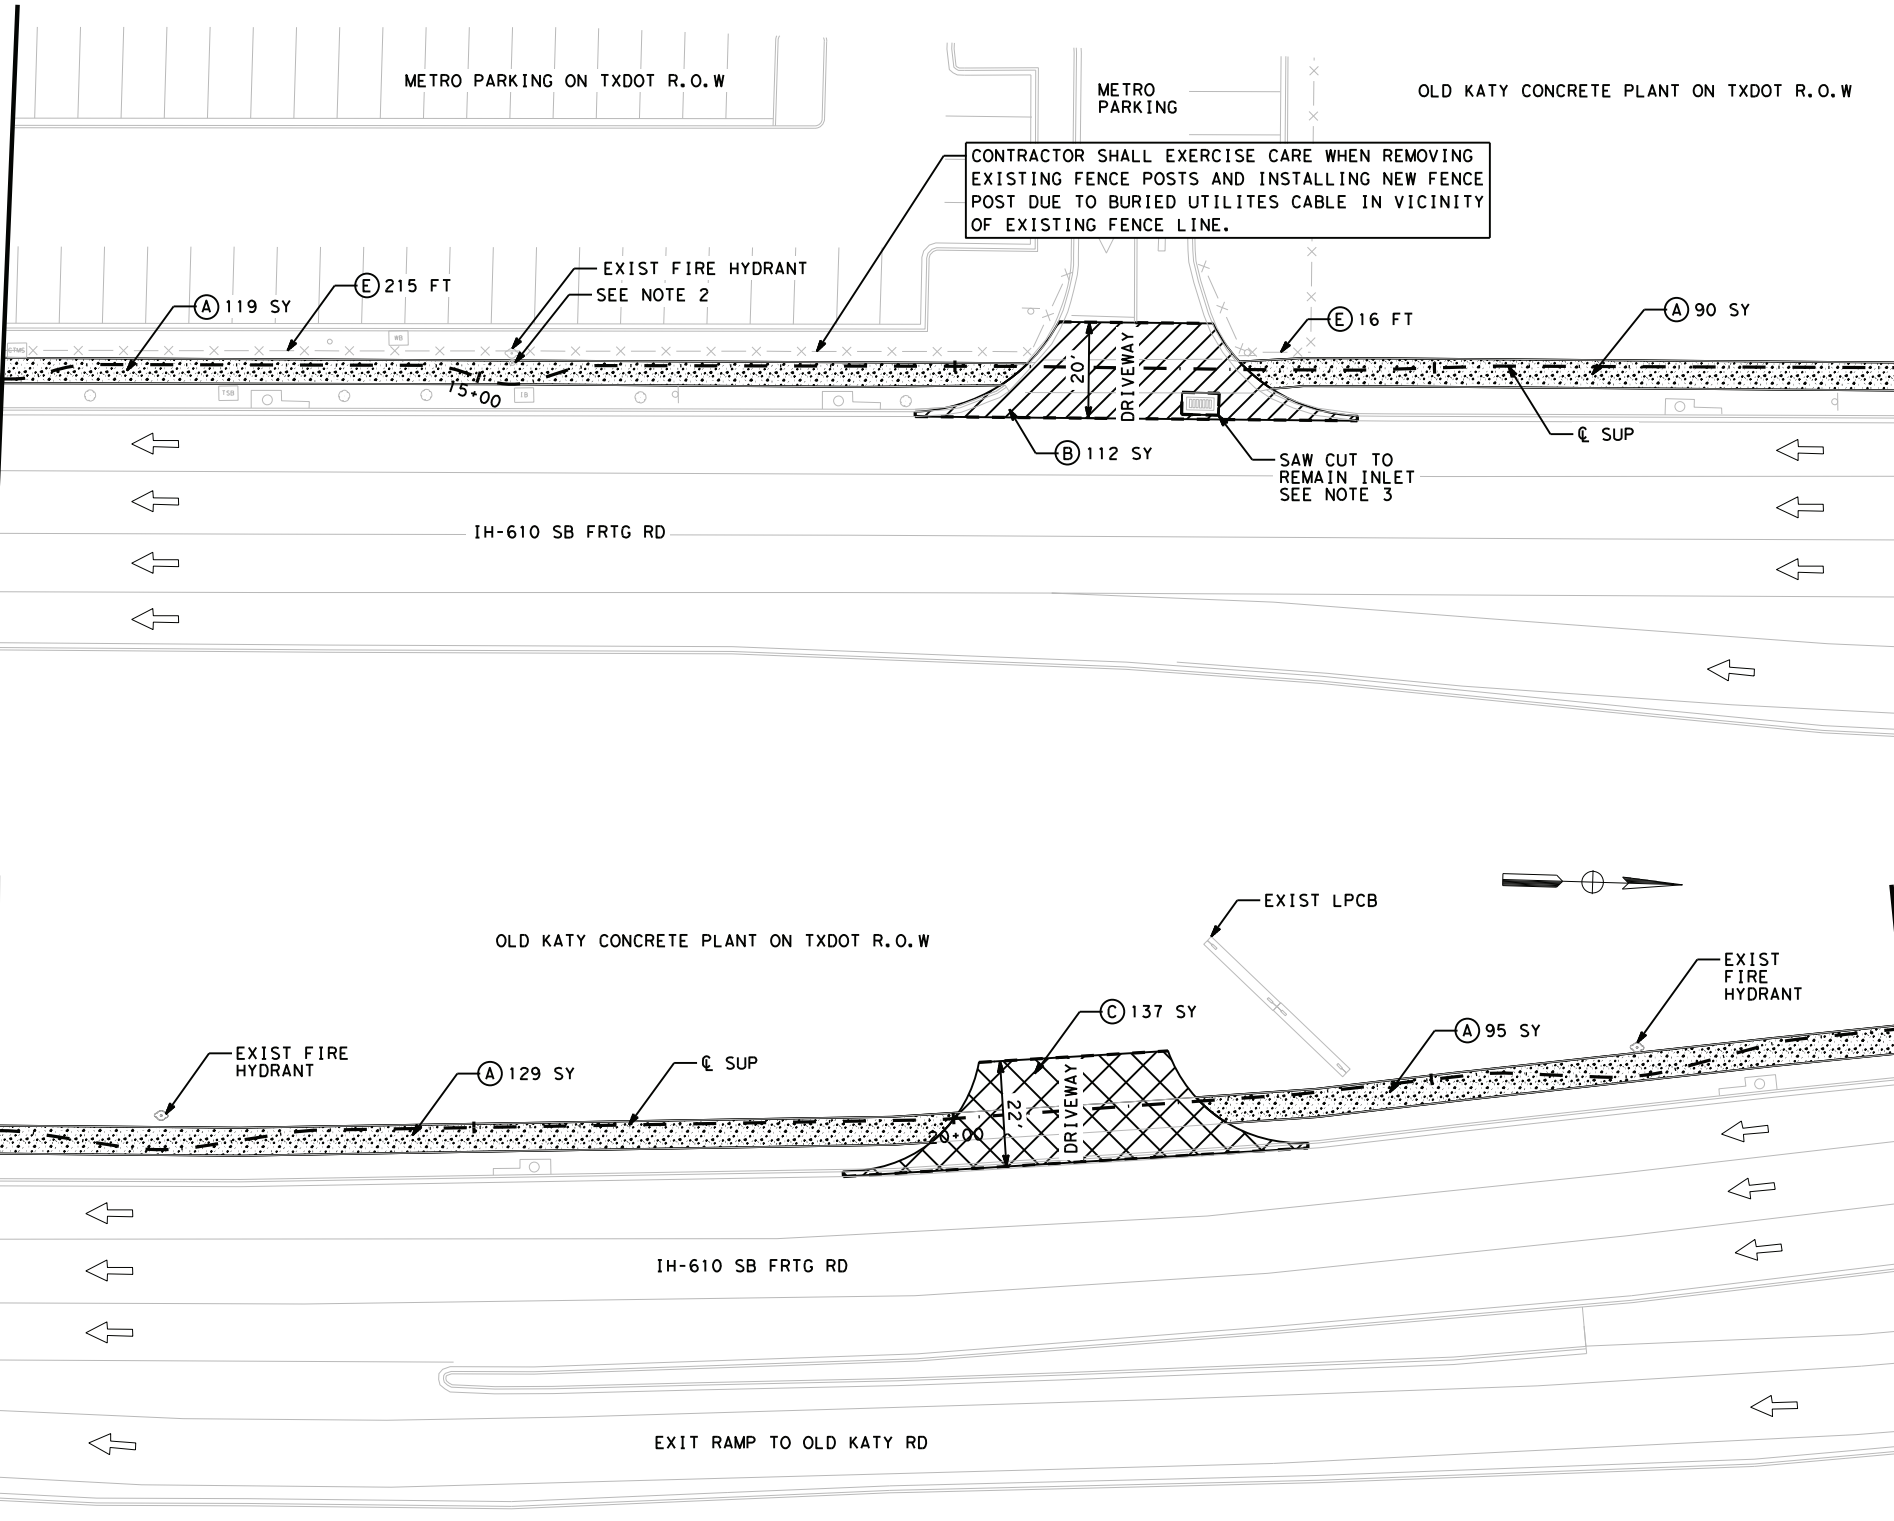 METRO PARKING ON TXDOT R.O.W
METRO
PARKING
OLD KATY CONCRETE PLANT ON TXDOT R.O.W
CONTRACTOR SHALL EXERCISE CARE WHEN REMOVING
EXISTING FENCE POSTS AND INSTALLING NEW FENCE
POST DUE TO BURIED UTILITES CABLE IN VICINITY
OF EXISTING FENCE LINE.
EXIST FIRE HYDRANT
SEE NOTE 2
E 215 FT
A 119 SY
E 16 FT
A 90 SY
WB
CTMS
TSB
IB
15+00
20'
DRIVEWAY
B 112 SY
℄ SUP
SAW CUT TO
REMAIN INLET
SEE NOTE 3
IH-610 SB FRTG RD
EXIST LPCB
OLD KATY CONCRETE PLANT ON TXDOT R.O.W
EXIST
FIRE
HYDRANT
C 137 SY
A 95 SY
EXIST FIRE
HYDRANT
A 129 SY
℄ SUP
22'
DRIVEWAY
20+00
IH-610 SB FRTG RD
EXIT RAMP TO OLD KATY RD